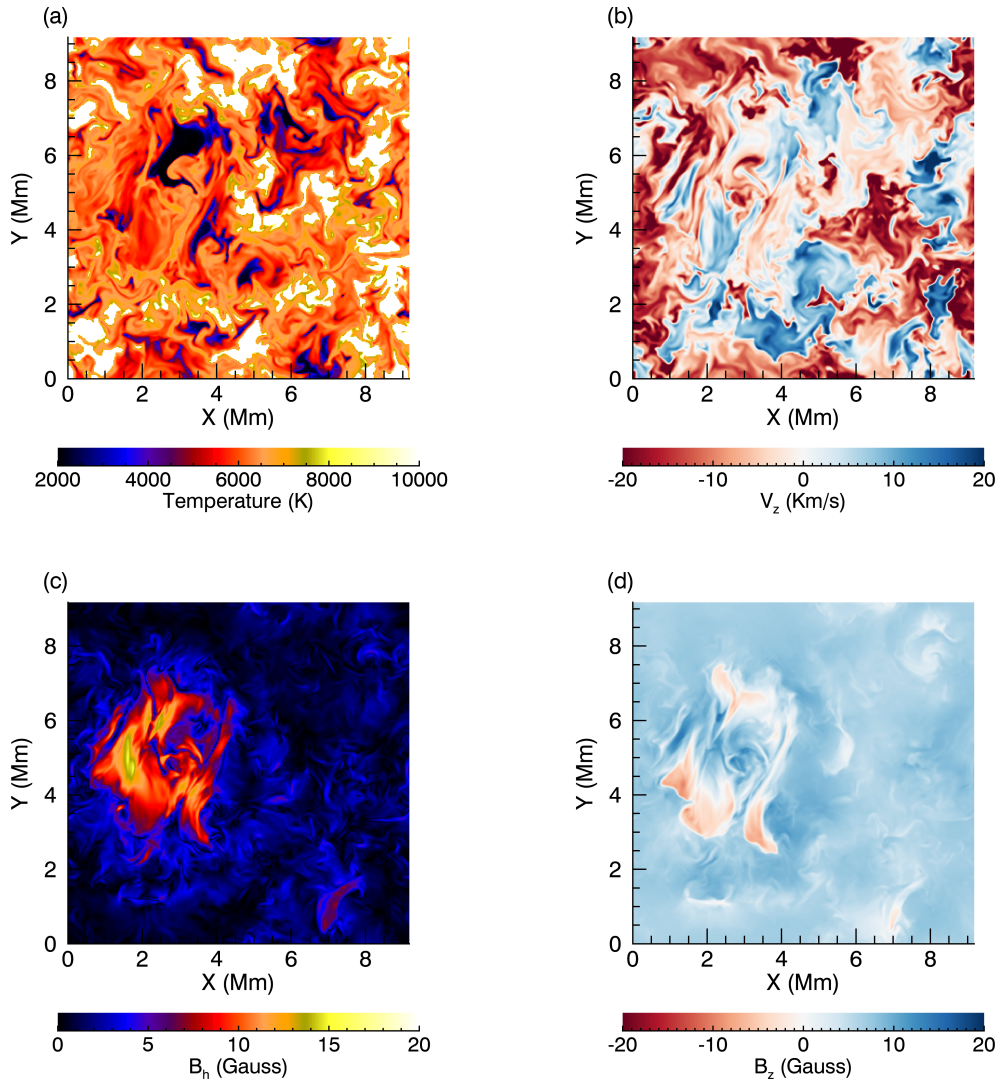 (a)
(b)
8
6
4
2
0
Y (Mm)
0 2 4 6 8
X (Mm)
2000 4000 6000 8000 10000
Temperature (K)
8
6
4
2
0
Y (Mm)
0 2 4 6 8
X (Mm)
-20 -10 0 10 20
Vz (Km/s)
(c)
(d)
8
6
4
2
0
Y (Mm)
0 2 4 6 8
X (Mm)
0 5 10 15 20
Bh (Gauss)
8
6
4
2
0
Y (Mm)
0 2 4 6 8
X (Mm)
-20 -10 0 10 20
Bz (Gauss)